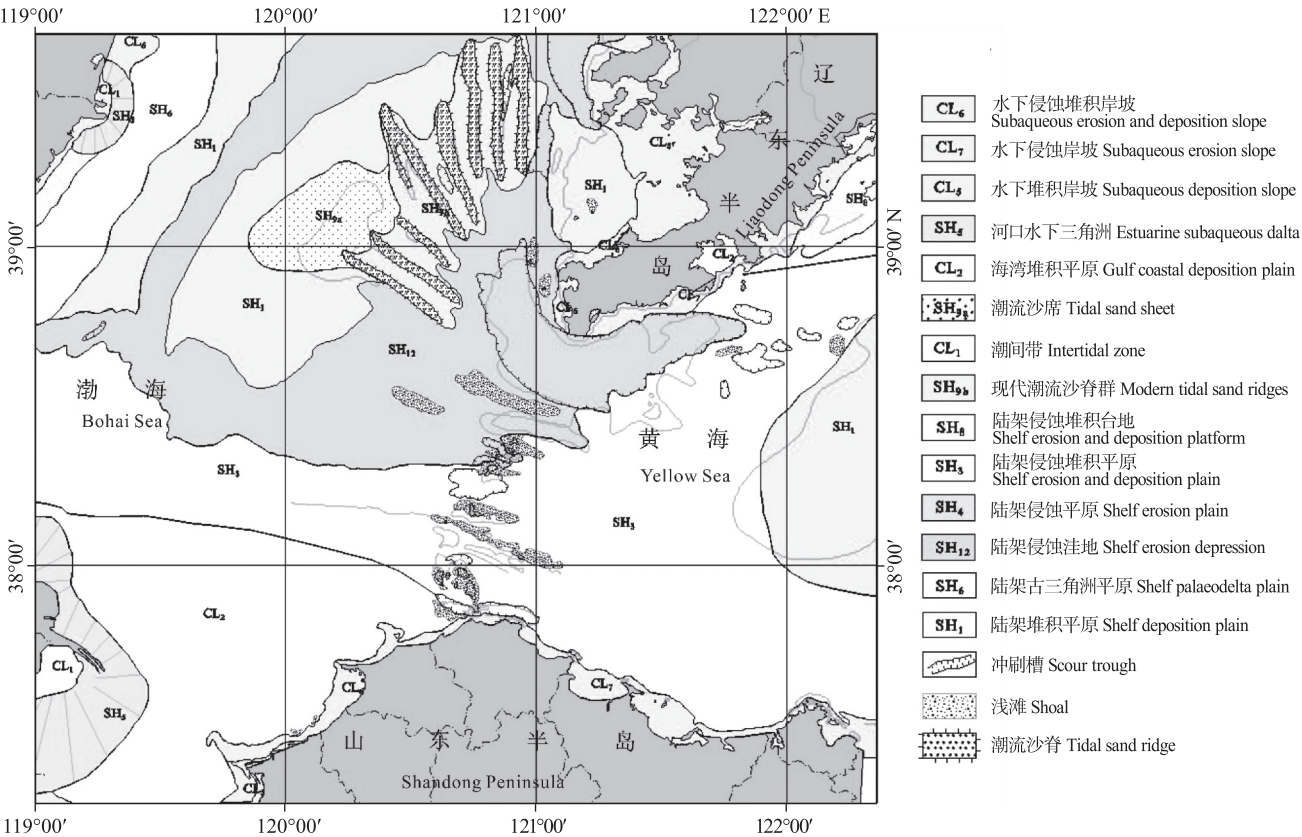 119°00′ 120°00′ 121°00′ 122°00′ E
39°00′
38°00′
39°00′ N
38°00′
119°00′ 120°00′ 121°00′ 122°00′
CL₆
CL₁
SH₆
SH₁
SH₉ₐ
SH₁
SH₁
SH₁₂
CL₂
CL₇
SH₁
SH₃
SH₃
CL₂
CL₁
SH₅
CL₇
辽
东
半
岛
Liaodong Peninsula
渤 海
Bohai Sea
黄 海
Yellow Sea
山 东 半 岛
Shandong Peninsula
CL₆ 水下侵蚀堆积岸坡
Subaqueous erosion and deposition slope
CL₇ 水下侵蚀岸坡 Subaqueous erosion slope
CL₅ 水下堆积岸坡 Subaqueous deposition slope
SH₅ 河口水下三角洲 Estuarine subaqueous dalta
CL₂ 海湾堆积平原 Gulf coastal deposition plain
SH₉ₐ 潮流沙席 Tidal sand sheet
CL₁ 潮间带 Intertidal zone
SH₉b 现代潮流沙脊群 Modern tidal sand ridges
SH₈ 陆架侵蚀堆积台地
Shelf erosion and deposition platform
SH₃ 陆架侵蚀堆积平原
Shelf erosion and deposition plain
SH₄ 陆架侵蚀平原 Shelf erosion plain
SH₁₂ 陆架侵蚀洼地 Shelf erosion depression
SH₆ 陆架古三角洲平原 Shelf palaeodelta plain
SH₁ 陆架堆积平原 Shelf deposition plain
冲刷槽 Scour trough
浅滩 Shoal
潮流沙脊 Tidal sand ridge